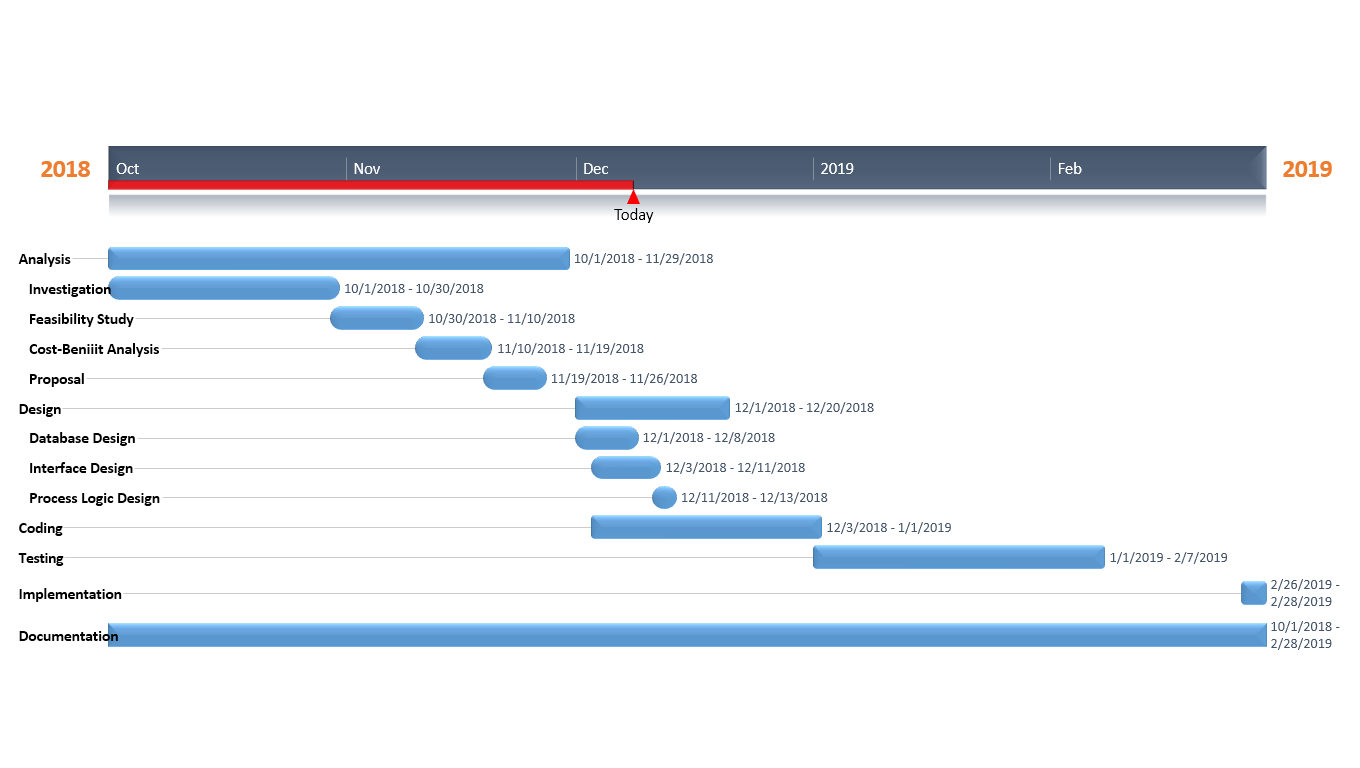 2018 Oct Nov Dec 2019 Feb 2019
Today
Analysis 10/1/2018 - 11/29/2018
Investigation 10/1/2018 - 10/30/2018
Feasibility Study 10/30/2018 - 11/10/2018
Cost-Beniiit Analysis 11/10/2018 - 11/19/2018
Proposal 11/19/2018 - 11/26/2018
Design 12/1/2018 - 12/20/2018
Database Design 12/1/2018 - 12/8/2018
Interface Design 12/3/2018 - 12/11/2018
Process Logic Design 12/11/2018 - 12/13/2018
Coding 12/3/2018 - 1/1/2019
Testing 1/1/2019 - 2/7/2019
Implementation 2/26/2019 -
2/28/2019
Documentation 10/1/2018 -
2/28/2019